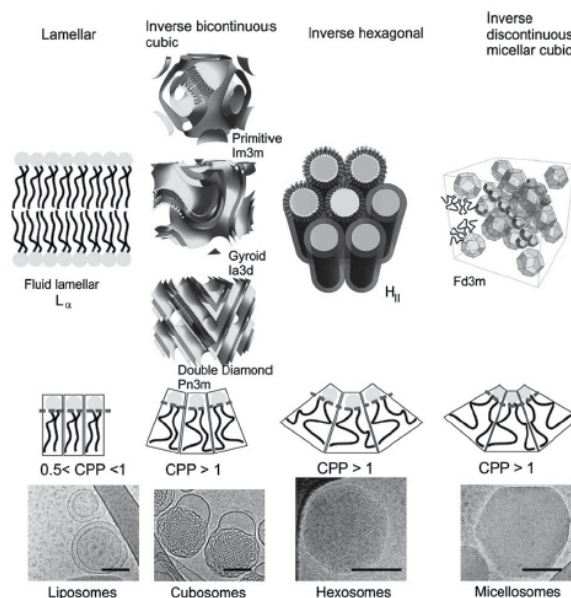 Lamellar
Inverse bicontinuous
cubic
Inverse hexagonal
Inverse
discontinuous
micellar cubic
Primitive
Im3m
Gyroid
Ia3d
Fluid lamellar
Lα
Double Diamond
Pn3m
HII
Fd3m
0.5< CPP <1
CPP > 1
CPP > 1
CPP > 1
Liposomes
Cubosomes
Hexosomes
Micellosomes